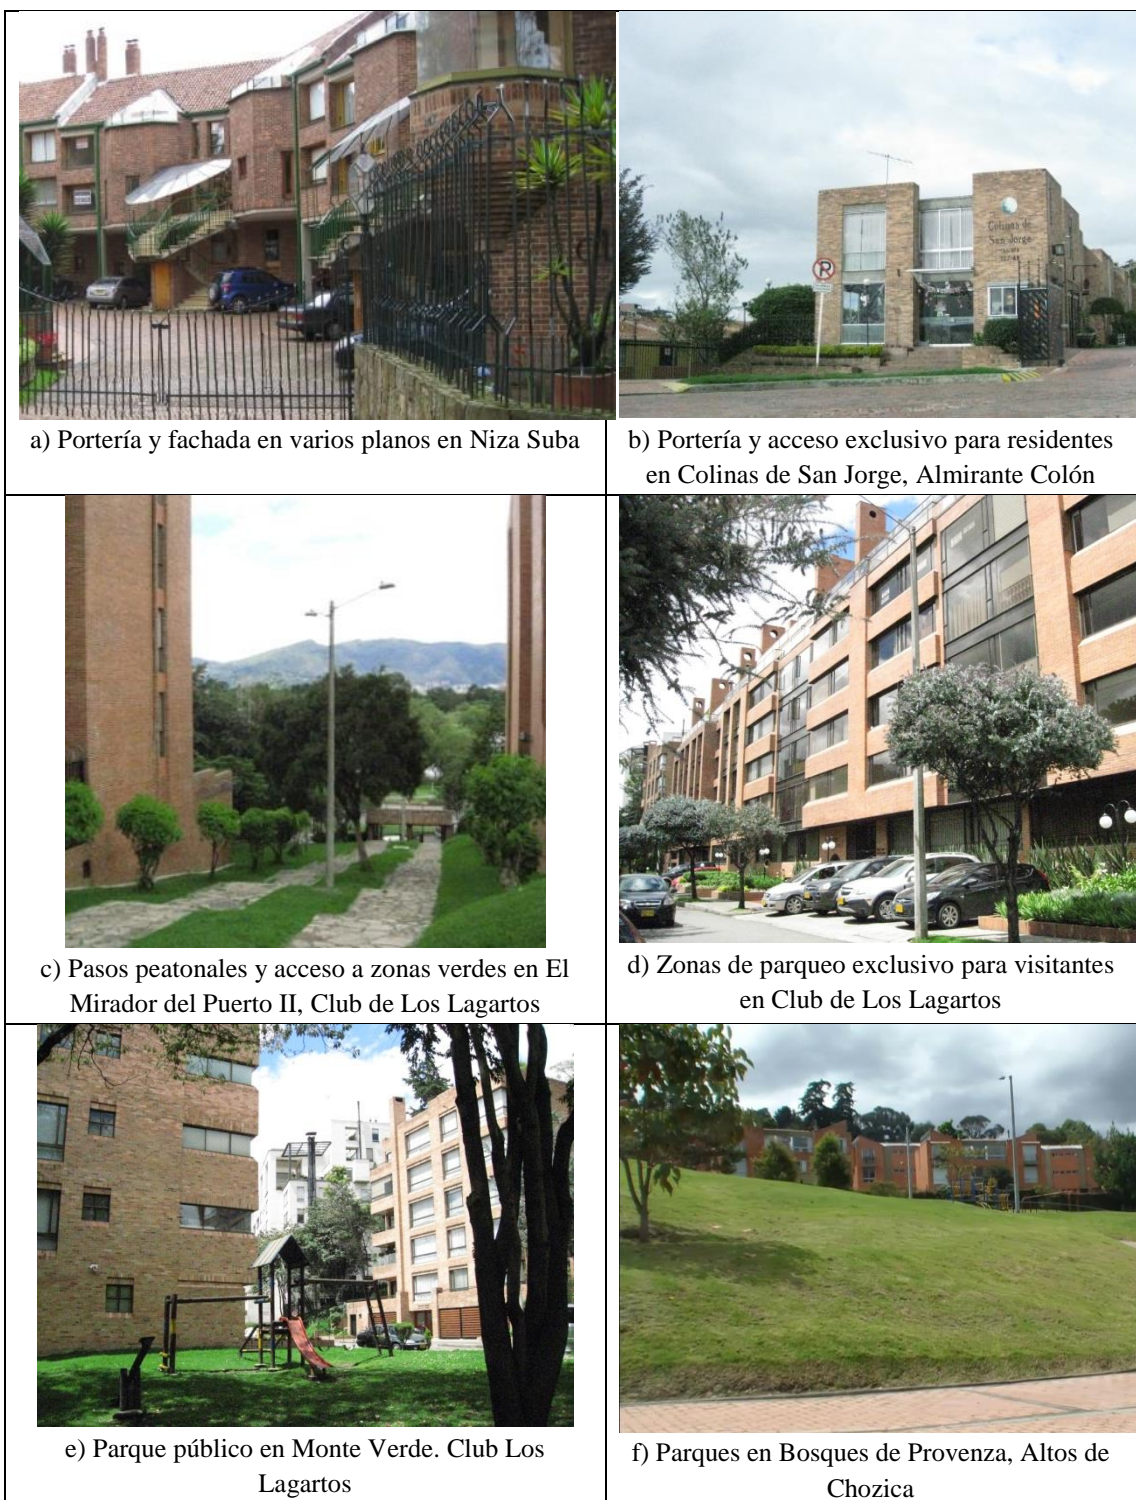 Colinas de
San Jorge
a) Portería y fachada en varios planos en Niza Suba
b) Portería y acceso exclusivo para residentes
en Colinas de San Jorge, Almirante Colón
c) Pasos peatonales y acceso a zonas verdes en El
Mirador del Puerto II, Club de Los Lagartos
d) Zonas de parqueo exclusivo para visitantes
en Club de Los Lagartos
e) Parque público en Monte Verde. Club Los
Lagartos
f) Parques en Bosques de Provenza, Altos de
Chozica